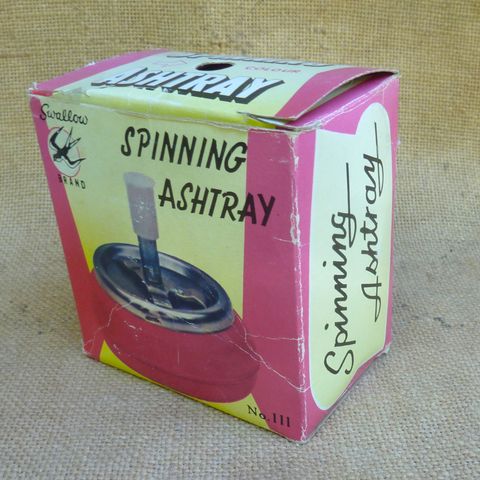 COLOUR
ASHTRAY
Swallow
BRAND
SPINNING
ASHTRAY
No. 111
Spinning
Ashtray